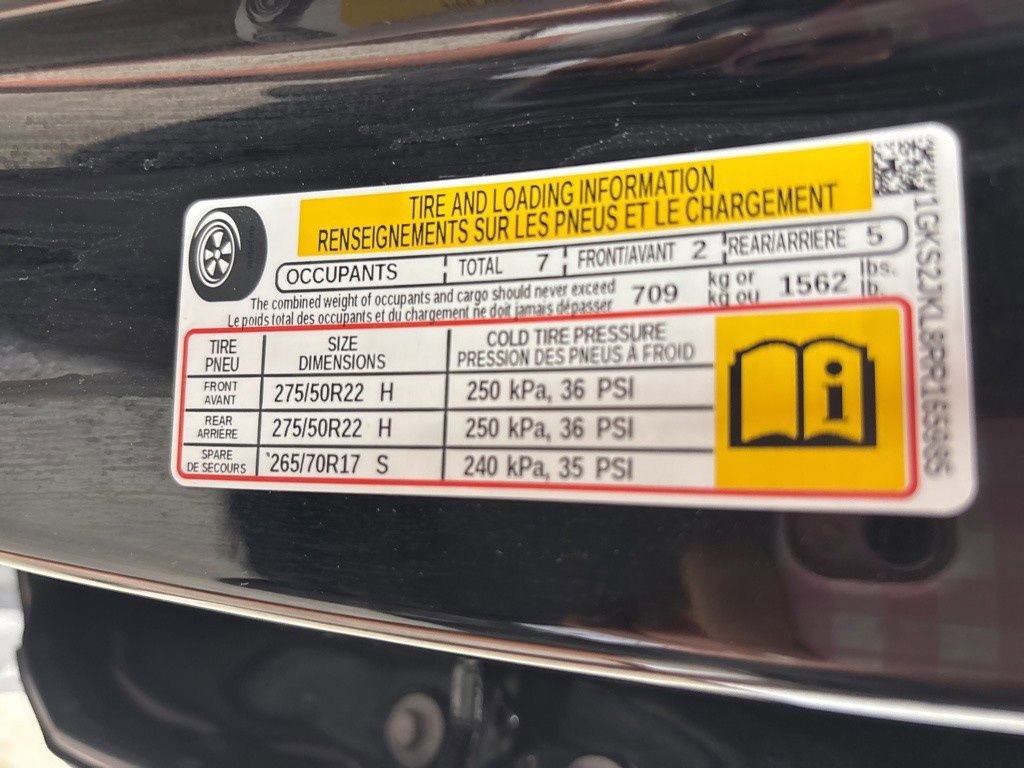 TIRE AND LOADING INFORMATION
RENSEIGNEMENTS SUR LES PNEUS ET LE CHARGEMENT
OCCUPANTS TOTAL 7 FRONT/AVANT 2 REAR/ARRIERE 5
The combined weight of occupants and cargo should never exceed 709 kg or 1562 lbs.
Le poids total des occupants et du chargement ne doit jamais dépasser kg ou lb.
TIRE SIZE COLD TIRE PRESSURE
PNEU DIMENSIONS PRESSION DES PNEUS À FROID
FRONT
AVANT 275/50R22 H 250 kPa, 36 PSI
REAR
ARRIÈRE 275/50R22 H 250 kPa, 36 PSI
SPARE
DE SECOURS 265/70R17 S 240 kPa, 35 PSI